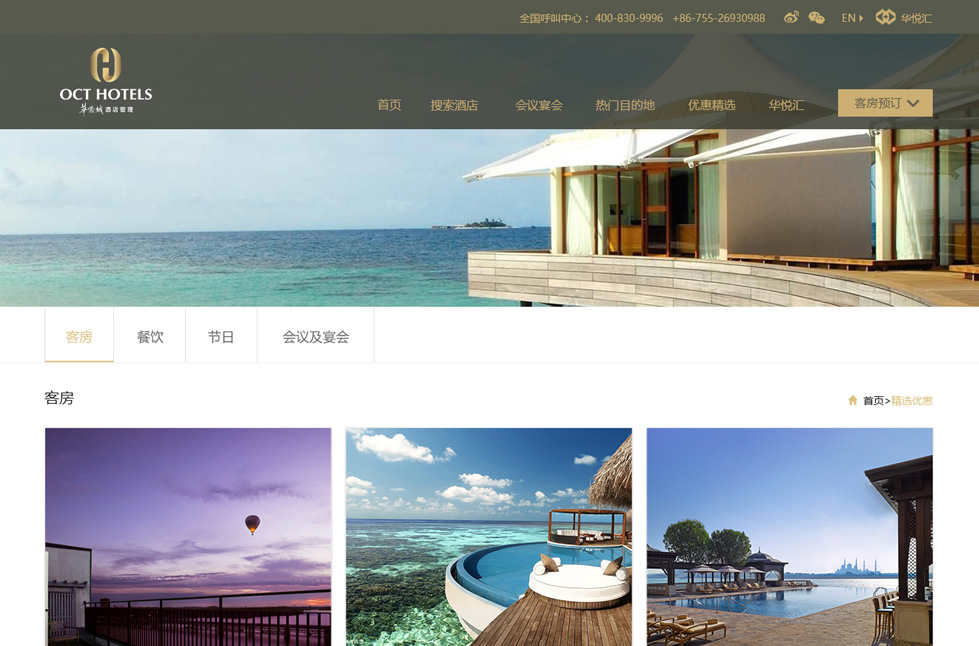 全国呼叫中心： 400-830-9996 +86-755-26930988 EN 华悦汇
OCT HOTELS
华侨城 酒店管理
首页 搜索酒店 会议宴会 热门目的地 优惠精选 华悦汇 客房预订
客房 餐饮 节日 会议及宴会
客房
首页>精选优惠